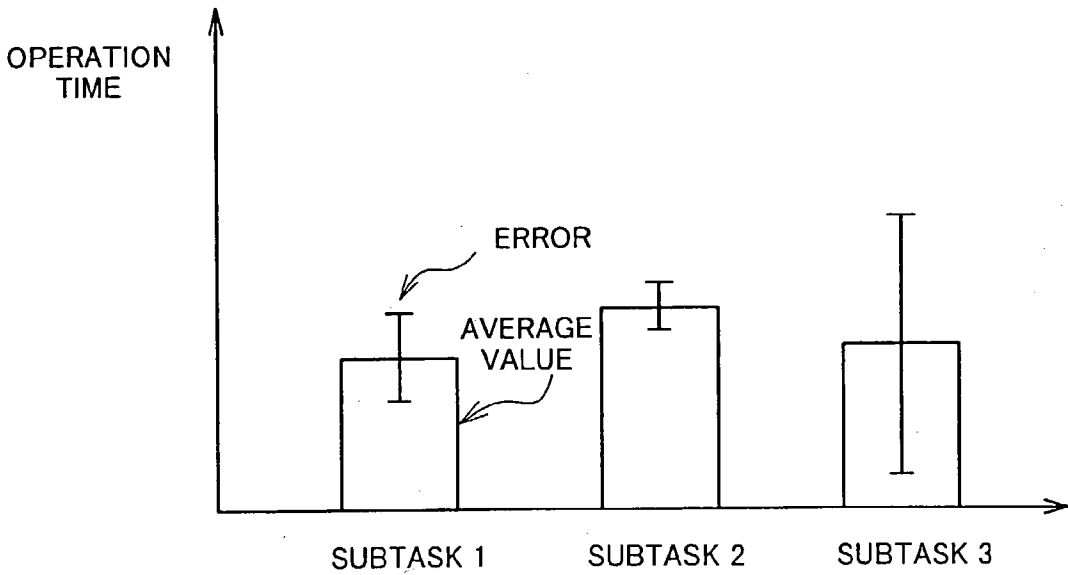 OPERATION
TIME
ERROR
AVERAGE
VALUE
SUBTASK 1
SUBTASK 2
SUBTASK 3